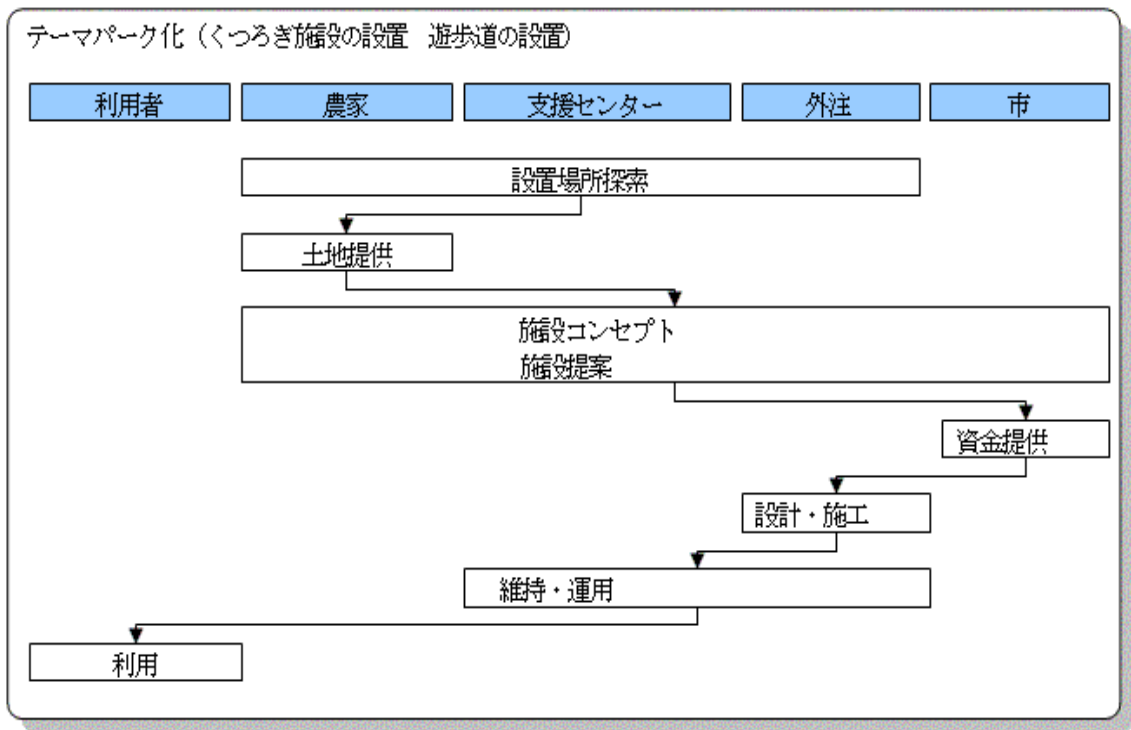 テーマパーク化（くつろぎ施設の設置　遊歩道の設置）
利用者
農家
支援センター
外注
市
設置場所探索
土地提供
施設コンセプト
施設提案
資金提供
設計・施工
維持・運用
利用